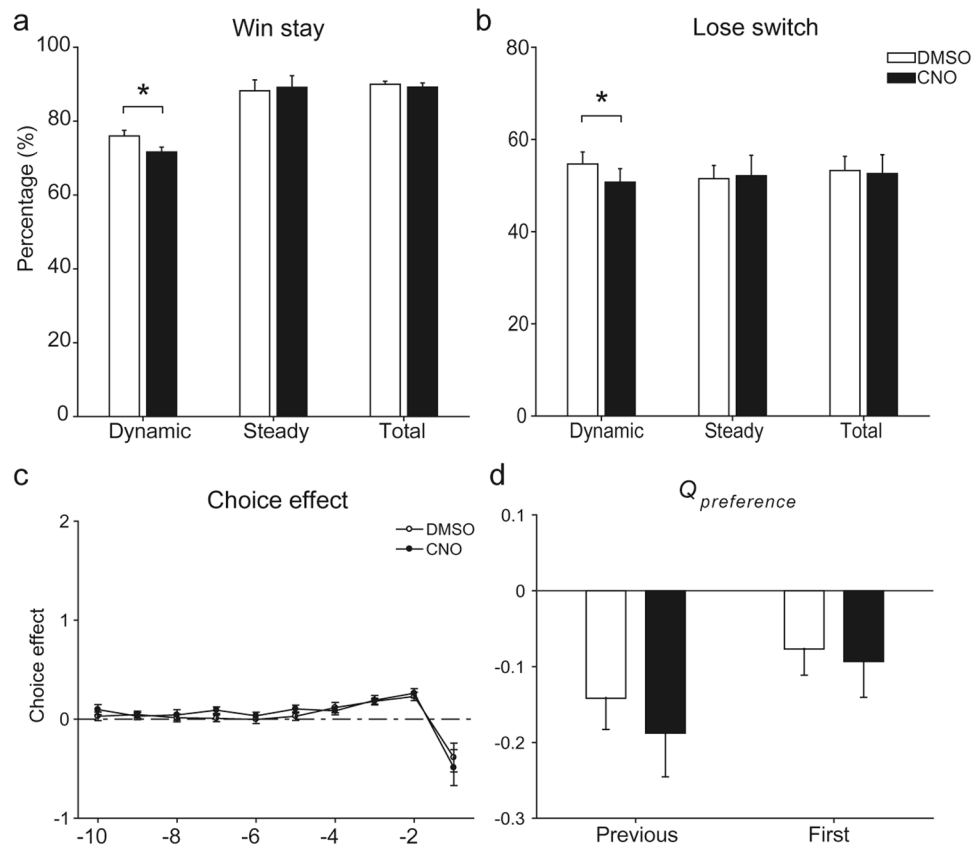 a
Win stay
Percentage (%)
100
80
60
40
20
0
*
Dynamic
Steady
Total
b
Lose switch
DMSO
CNO
80
60
40
20
0
*
Dynamic
Steady
Total
c
Choice effect
DMSO
CNO
Choice effect
2
1
0
-1
-10
-8
-6
-4
-2
d
Q preference
0.1
0
-0.1
-0.2
-0.3
Previous
First